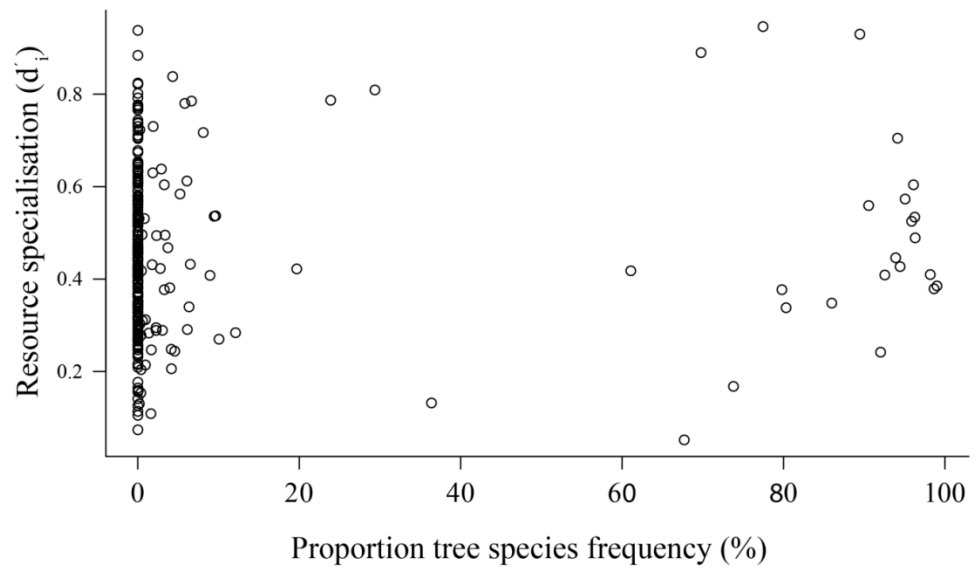 Resource specialisation (d'i)
0.8
0.6
0.4
0.2
0 20 40 60 80 100
Proportion tree species frequency (%)